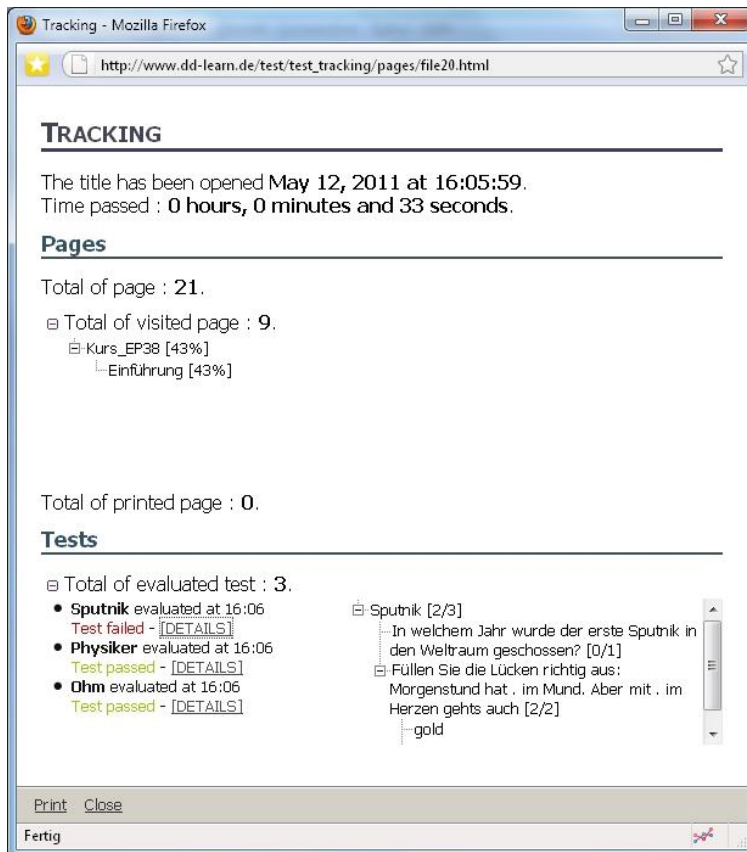 Tracking - Mozilla Firefox
http://www.dd-learn.de/test/test_tracking/pages/file20.html
TRACKING
The title has been opened May 12, 2011 at 16:05:59.
Time passed : 0 hours, 0 minutes and 33 seconds.
Pages
Total of page : 21.
Total of visited page : 9.
Kurs_EP38 [43%]
Einführung [43%]
Total of printed page : 0.
Tests
Total of evaluated test : 3.
• Sputnik evaluated at 16:06
Test failed - [DETAILS]
• Physiker evaluated at 16:06
Test passed - [DETAILS]
• Ohm evaluated at 16:06
Test passed - [DETAILS]
Sputnik [2/3]
In welchem Jahr wurde der erste Sputnik in
den Weltraum geschossen? [0/1]
Füllen Sie die Lücken richtig aus:
Morgenstund hat . im Mund. Aber mit . im
Herzen gehts auch [2/2]
gold
Print Close
Fertig